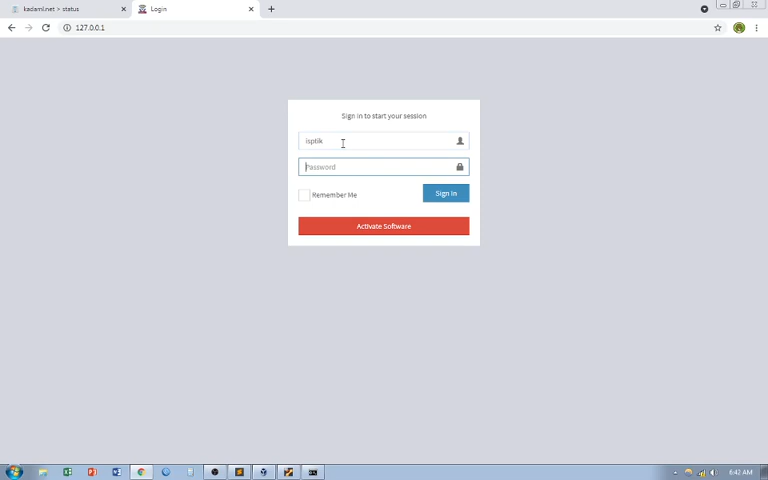 kadamli.net > status
Login
127.0.0.1
Sign in to start your session
isptik
Password
Remember Me
Sign In
Activate Software
6:42 AM